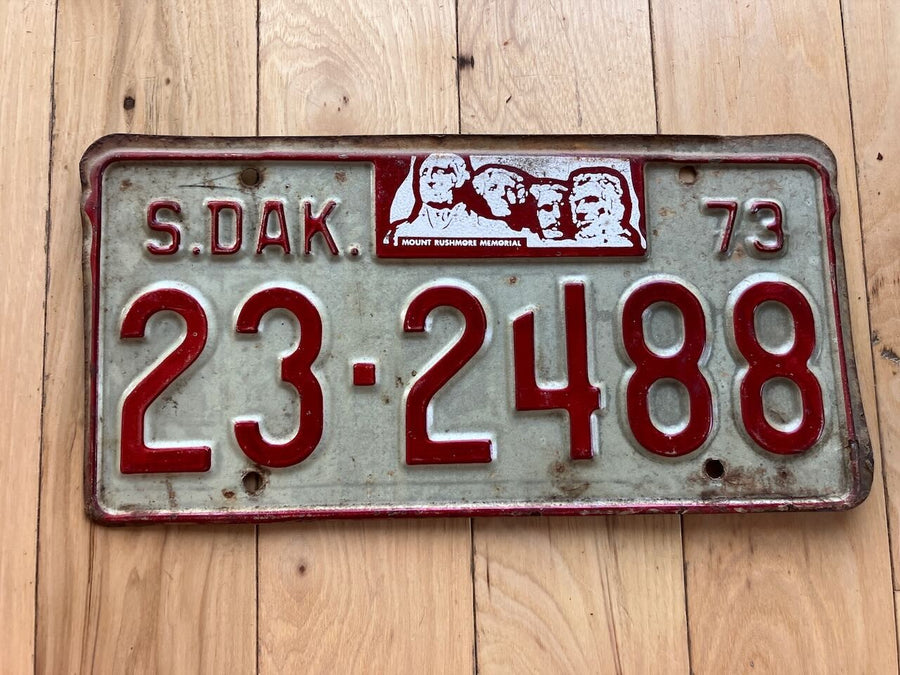 S.DAK. 73
MOUNT RUSHMORE MEMORIAL
23-2488